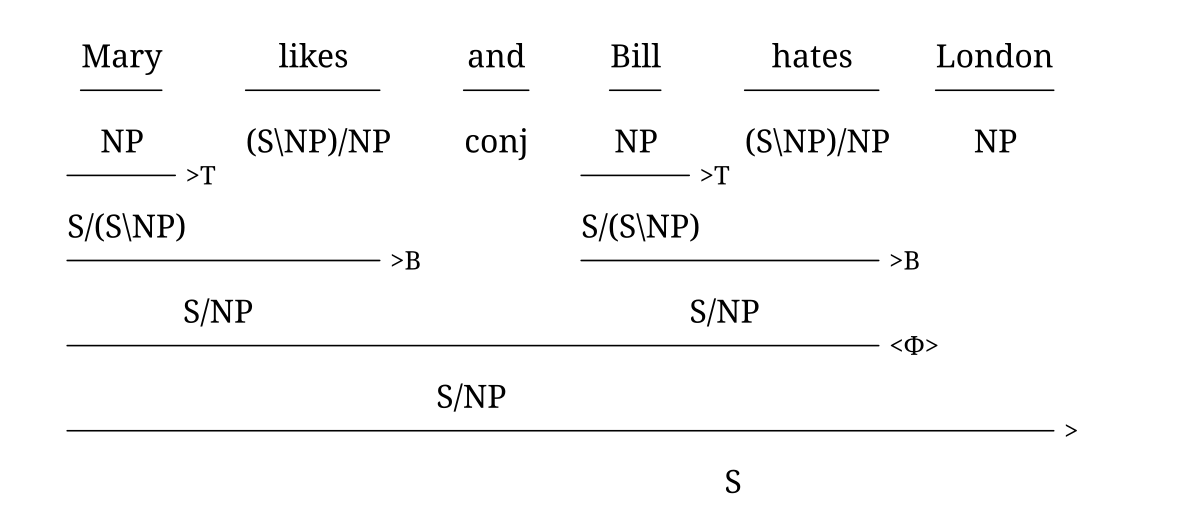 Mary likes and Bill hates London
NP (S\NP)/NP conj NP (S\NP)/NP NP
>T >T
S/(S\NP) S/(S\NP)
>B >B
S/NP S/NP
<Φ>
S/NP
>
S